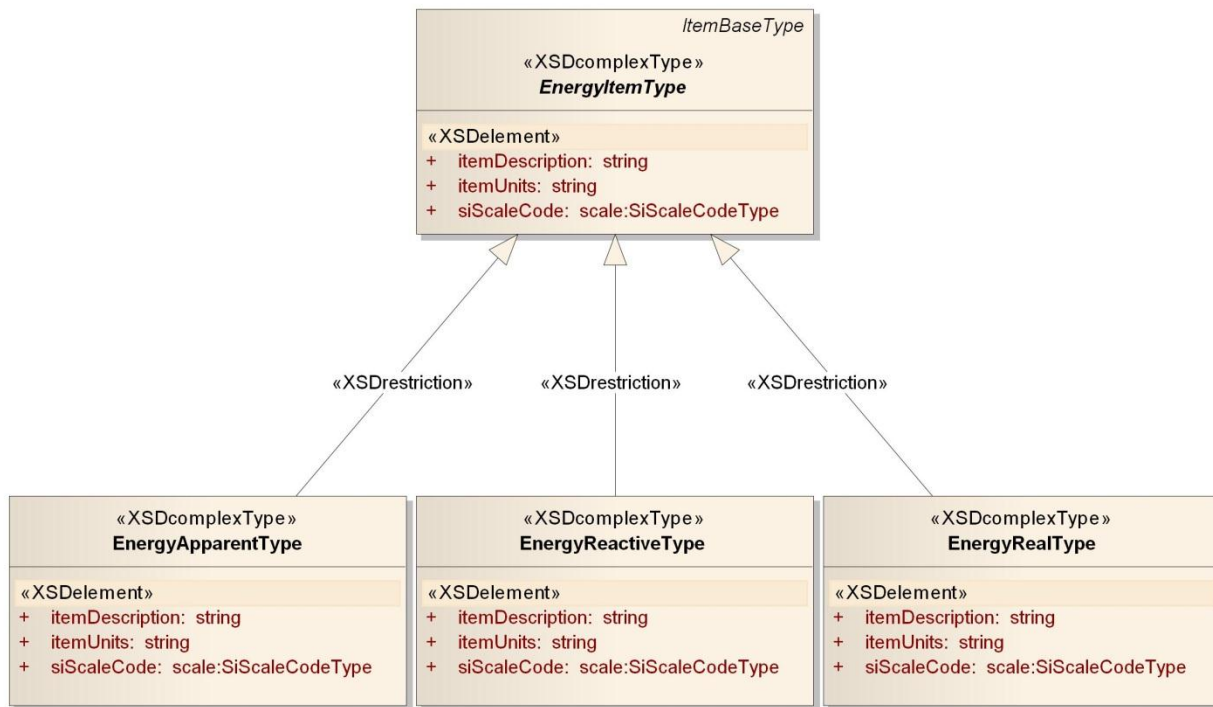 ItemBaseType
«XSDcomplexType»
EnergyItemType
«XSDelement»
+ itemDescription: string
+ itemUnits: string
+ siScaleCode: scale:SiScaleCodeType
«XSDrestriction» «XSDrestriction» «XSDrestriction»
«XSDcomplexType»
EnergyApparentType
«XSDelement»
+ itemDescription: string
+ itemUnits: string
+ siScaleCode: scale:SiScaleCodeType
«XSDcomplexType»
EnergyReactiveType
«XSDelement»
+ itemDescription: string
+ itemUnits: string
+ siScaleCode: scale:SiScaleCodeType
«XSDcomplexType»
EnergyRealType
«XSDelement»
+ itemDescription: string
+ itemUnits: string
+ siScaleCode: scale:SiScaleCodeType